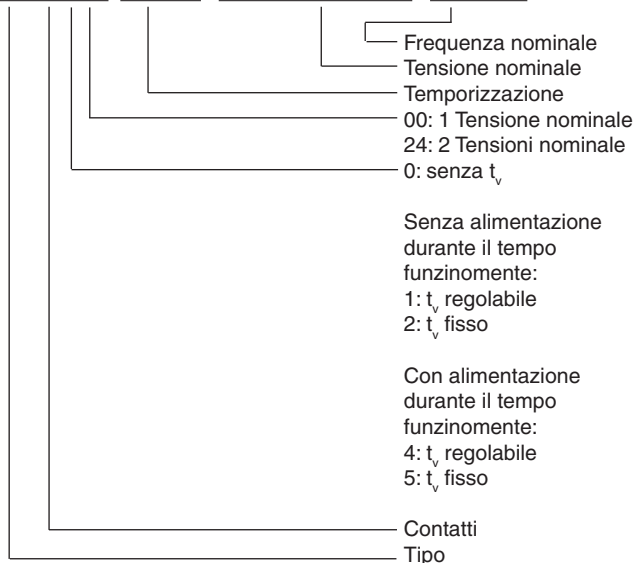 Frequenza nominale
Tensione nominale
Temporizzazione
00: 1 Tensione nominale
24: 2 Tensioni nominale
0: senza tv
Senza alimentazione
durante il tempo
funzinomente:
1: tv regolabile
2: tv fisso
Con alimentazione
durante il tempo
funzinomente:
4: tv regolabile
5: tv fisso
Contatti
Tipo